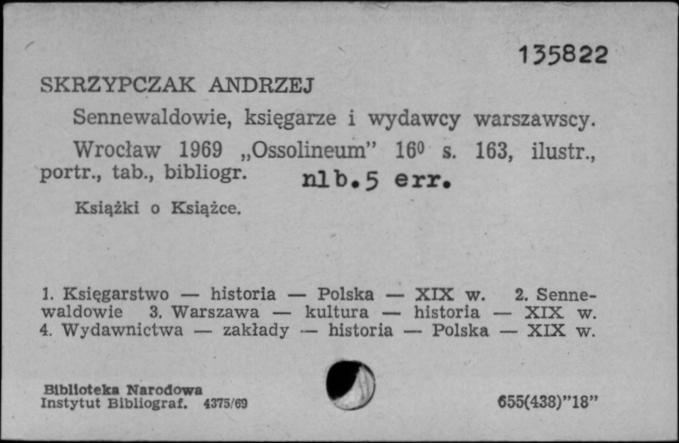 135822
SKRZYPCZAK ANDRZEJ
Sennewaldowie, księgarze i wydawcy warszawscy.
Wrocław 1969 „Ossolineum” 16⁰ s. 163, ilustr.,
portr., tab., bibliogr. nlb.5 err.
Książki o Książce.
1. Księgarstwo — historia — Polska — XIX w. 2. Senne-
waldowie 3. Warszawa — kultura — historia — XIX w.
4. Wydawnictwa — zakłady — historia — Polska — XIX w.
Biblioteka Narodowa
Instytut Bibliograf. 4375/69 655(438)”18”